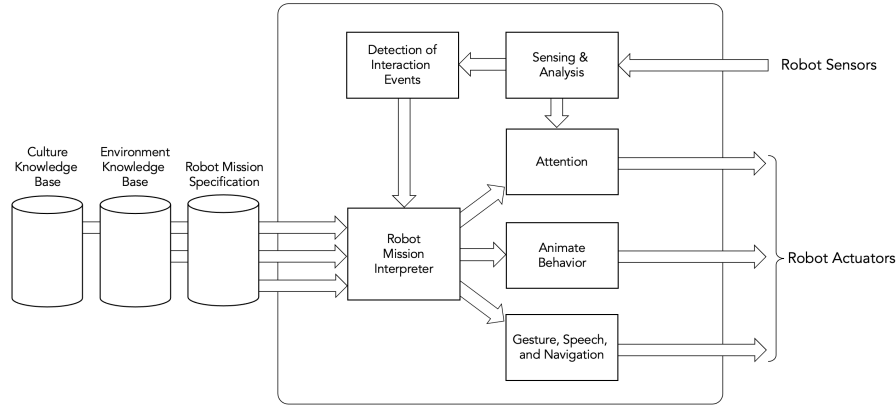 Detection of
Interaction
Events
Sensing &
Analysis
Robot Sensors
Culture
Knowledge
Base
Environment
Knowledge
Base
Robot Mission
Specification
Attention
Robot
Mission
Interpreter
Animate
Behavior
Robot Actuators
Gesture, Speech,
and Navigation